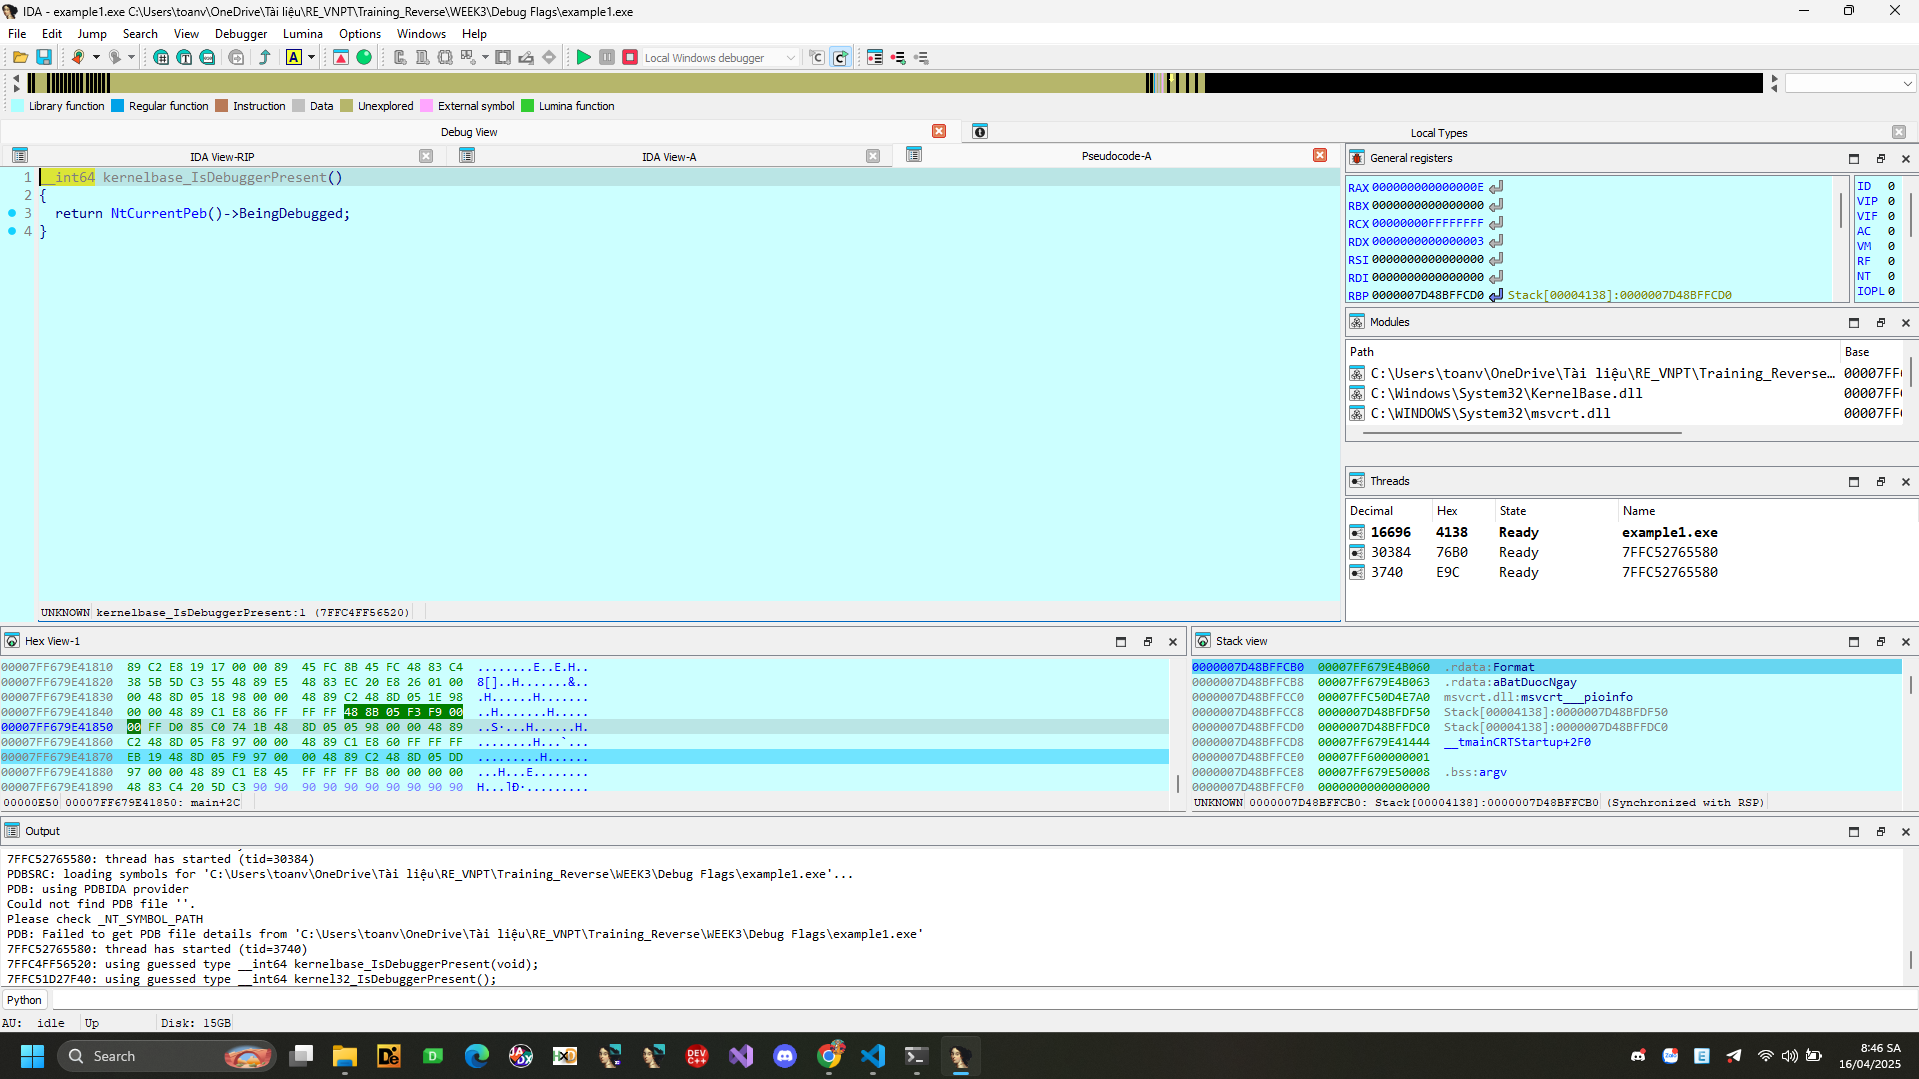 IDA - example1.exe C:\Users\toanv\OneDrive\Tài liệu\RE_VNPT\Training_Reverse\WEEK3\Debug Flags\example1.exe
File Edit Jump Search View Debugger Lumina Options Windows Help
Local Windows debugger
Library function Regular function Instruction Data Unexplored External symbol Lumina function
Debug View
Local Types
IDA View-RIP
IDA View-A
Pseudocode-A
1 __int64 kernelbase_IsDebuggerPresent()
2 {
3 return NtCurrentPeb()->BeingDebugged;
4 }
UNKNOWN kernelbase_IsDebuggerPresent:1 (7FFC4FF56520)
General registers
RAX 000000000000000E
RBX 0000000000000000
RCX 00000000FFFFFFFF
RDX 0000000000000003
RSI 0000000000000000
RDI 0000000000000000
RBP 0000007D48BFFCD0 Stack[00004138]:0000007D48BFFCD0
ID 0
VIP 0
VIF 0
AC 0
VM 0
RF 0
NT 0
IOPL 0
Modules
Path Base
C:\Users\toanv\OneDrive\Tài liệu\RE_VNPT\Training_Reverse... 00007FF
C:\Windows\System32\KernelBase.dll 00007FF
C:\WINDOWS\System32\msvcrt.dll 00007FF
Threads
Decimal Hex State Name
16696 4138 Ready example1.exe
30384 76B0 Ready 7FFC52765580
3740 E9C Ready 7FFC52765580
Hex View-1
00007FF679E41810 89 C2 E8 19 17 00 00 89 45 FC 8B 45 FC 48 83 C4 ........E..E.H..
00007FF679E41820 38 5B 5D C3 55 48 89 E5 48 83 EC 20 E8 26 01 00 8[]..H.......&..
00007FF679E41830 00 48 8D 05 18 98 00 00 48 89 C2 48 8D 05 1E 98 .H......H.......
00007FF679E41840 00 00 48 89 C1 E8 86 FF FF FF 48 8B 05 F3 F9 00 ..H.......H.....
00007FF679E41850 00 FF D0 85 C0 74 1B 48 8D 05 05 98 00 00 48 89 ..S·...H......H.
00007FF679E41860 C2 48 8D 05 F8 97 00 00 48 89 C1 E8 60 FF FF FF .........H...`...
00007FF679E41870 EB 19 48 8D 05 F9 97 00 00 48 89 C2 48 8D 05 DD .........H......
00007FF679E41880 97 00 00 48 89 C1 E8 45 FF FF FF B8 00 00 00 00 ...H...E........
00007FF679E41890 48 83 C4 20 5D C3 90 90 90 90 90 90 90 90 90 90 H...]Ð·.........
00000E50 00007FF679E41850: main+2C
Stack view
0000007D48BFFCB0 00007FF679E4B060 .rdata:Format
0000007D48BFFCB8 00007FF679E4B063 .rdata:aBatDuocNgay
0000007D48BFFCC0 00007FFC50D4E7A0 msvcrt.dll:msvcrt___pioinfo
0000007D48BFFCC8 0000007D48BFDF50 Stack[00004138]:0000007D48BFDF50
0000007D48BFFCD0 0000007D48BFFDC0 Stack[00004138]:0000007D48BFFDC0
0000007D48BFFCD8 00007FF679E41444 __tmainCRTStartup+2F0
0000007D48BFFCE0 00007FF600000001
0000007D48BFFCE8 00007FF679E50008 .bss:argv
0000007D48BFFCF0 0000000000000000
UNKNOWN 0000007D48BFFCB0: Stack[00004138]:0000007D48BFFCB0 (Synchronized with RSP)
Output
7FFC52765580: thread has started (tid=30384)
PDBSRC: loading symbols for 'C:\Users\toanv\OneDrive\Tài liệu\RE_VNPT\Training_Reverse\WEEK3\Debug Flags\example1.exe'...
PDB: using PDBIDA provider
Could not find PDB file ''.
Please check _NT_SYMBOL_PATH
PDB: Failed to get PDB file details from 'C:\Users\toanv\OneDrive\Tài liệu\RE_VNPT\Training_Reverse\WEEK3\Debug Flags\example1.exe'
7FFC52765580: thread has started (tid=3740)
7FFC4FF56520: using guessed type __int64 kernelbase_IsDebuggerPresent(void);
7FFC51D27F40: using guessed type __int64 kernel32_IsDebuggerPresent();
Python
AU: idle Up Disk: 15GB
Search
8:46 SA
16/04/2025